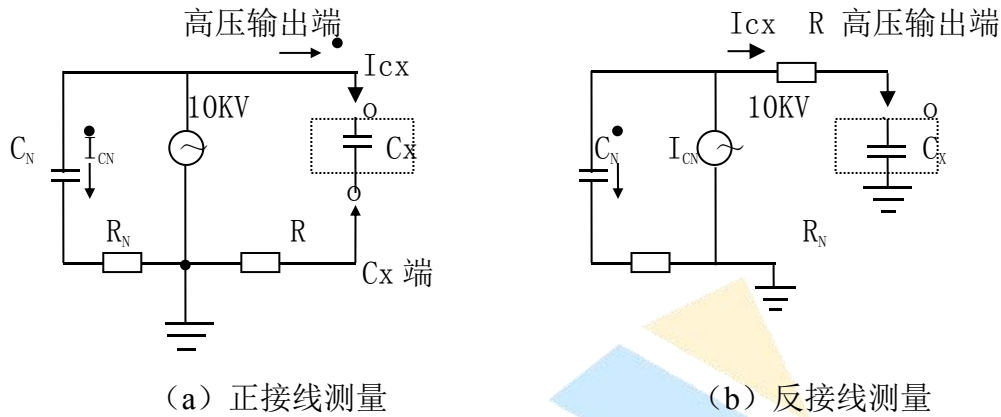 高压输出端
Icx
10KV
C_N
I_CN
Cx
R_N
R
Cx 端
（a）正接线测量
Icx R 高压输出端
10KV
C_N
I_CN
C_X
R_N
（b）反接线测量